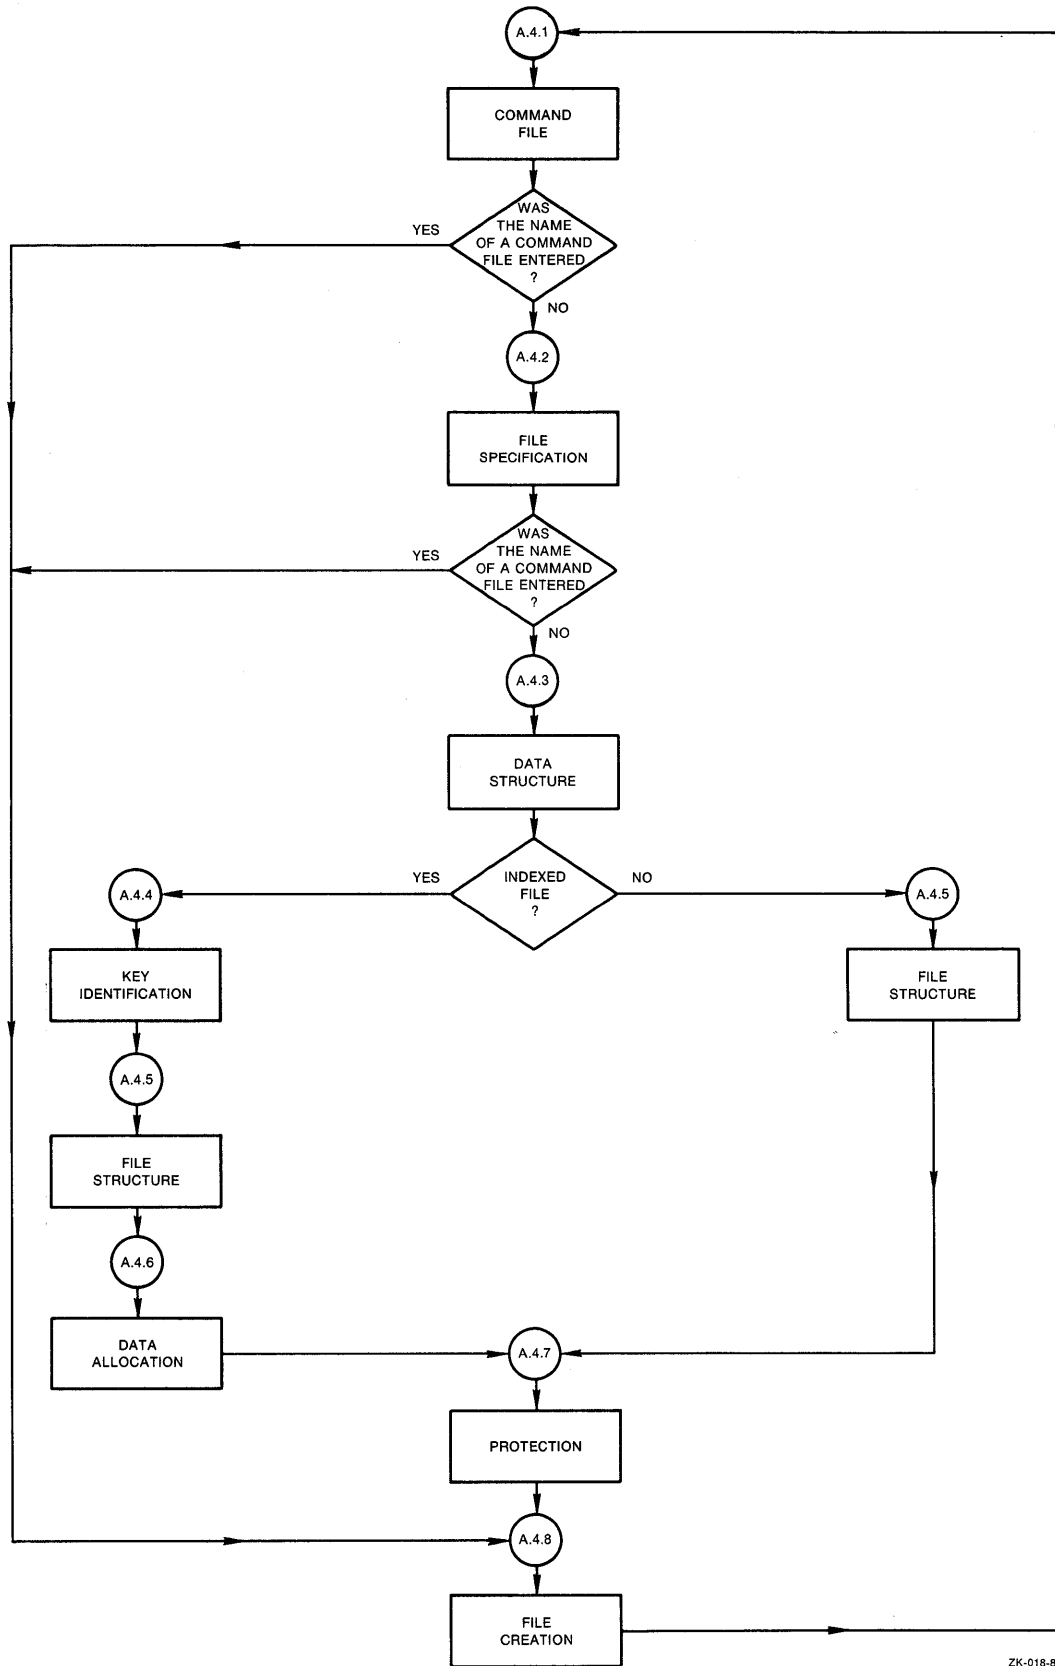 A.4.1
COMMAND
FILE
WAS
THE NAME
OF A COMMAND
FILE ENTERED
?
YES
NO
A.4.2
FILE
SPECIFICATION
WAS
THE NAME
OF A COMMAND
FILE ENTERED
?
YES
NO
A.4.3
DATA
STRUCTURE
INDEXED
FILE
?
YES
NO
A.4.4
A.4.5
KEY
IDENTIFICATION
FILE
STRUCTURE
A.4.5
FILE
STRUCTURE
A.4.6
DATA
ALLOCATION
A.4.7
PROTECTION
A.4.8
FILE
CREATION
ZK-018-8